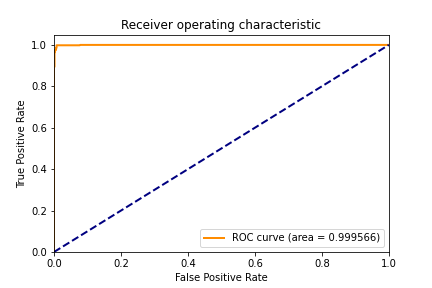 Receiver operating characteristic
1.0
0.8
0.6
0.4
0.2
0.0
True Positive Rate
ROC curve (area = 0.999566)
0.0 0.2 0.4 0.6 0.8 1.0
False Positive Rate